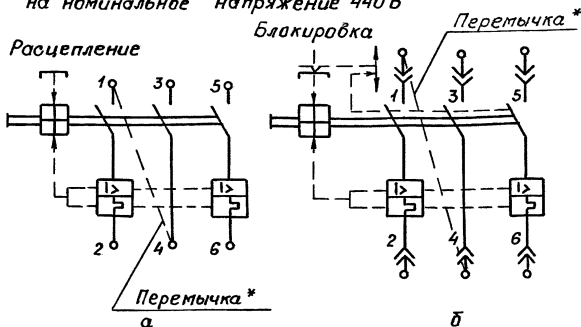 на номинальное напряжение 440 В
Перемычка*
Блокировка
Расцепление
1 3 5
1 3 5
I> I>
I> I>
2 4 6
2 4 6
Перемычка*
а б